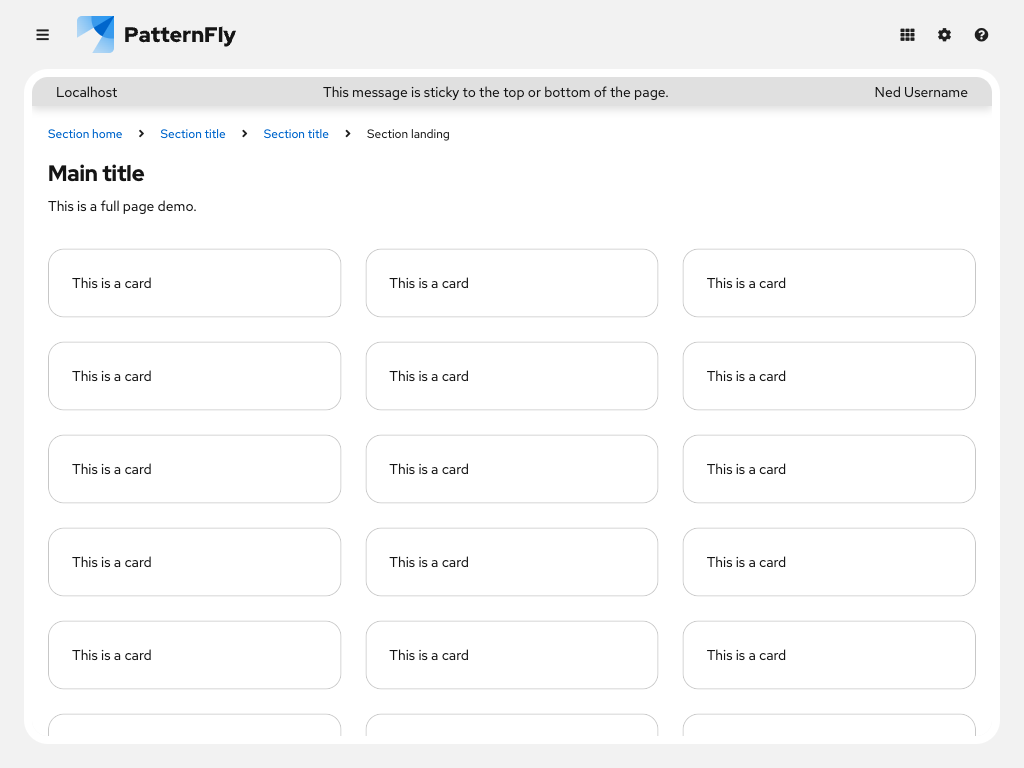 PatternFly
Localhost This message is sticky to the top or bottom of the page. Ned Username
Section home Section title Section title Section landing
Main title
This is a full page demo.
This is a card This is a card This is a card
This is a card This is a card This is a card
This is a card This is a card This is a card
This is a card This is a card This is a card
This is a card This is a card This is a card